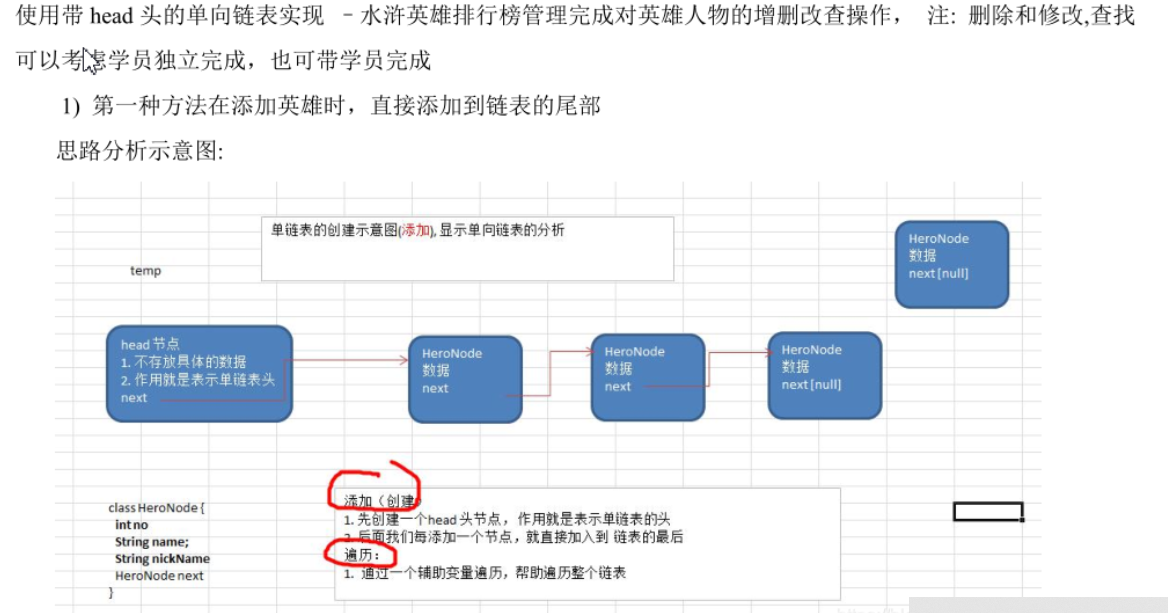 使用带 head 头的单向链表实现 –水浒英雄排行榜管理完成对英雄人物的增删改查操作， 注: 删除和修改,查找
可以考虑学员独立完成，也可带学员完成
1) 第一种方法在添加英雄时，直接添加到链表的尾部
思路分析示意图:
单链表的创建示意图(添加),显示单向链表的分析
HeroNode
数据
next [null]
temp
head 节点
1. 不存放具体的数据
2. 作用就是表示单链表头
next
HeroNode
数据
next
HeroNode
数据
next
HeroNode
数据
next [null]
class HeroNode {
int no
String name;
String nickName
HeroNode next
}
添加（创建）
1. 先创建一个head 头节点， 作用就是表示单链表的头
2. 后面我们每添加一个节点，就直接加入到 链表的最后
遍历：
1. 通过一个辅助变量遍历，帮助遍历整个链表